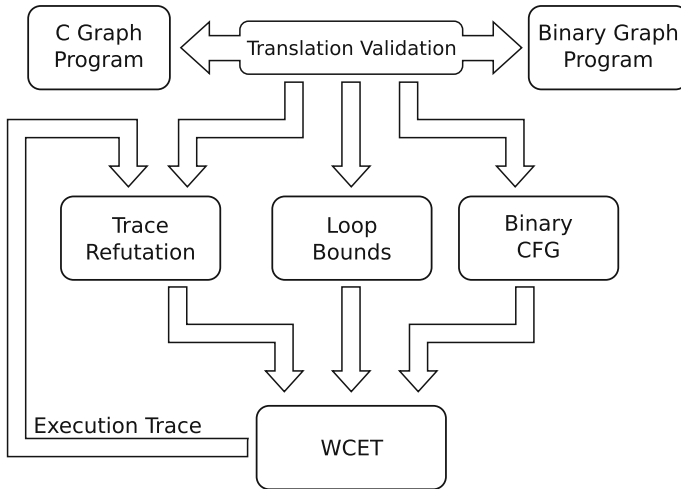 C Graph
Program
Translation Validation
Binary Graph
Program
Trace
Refutation
Loop
Bounds
Binary
CFG
Execution Trace
WCET